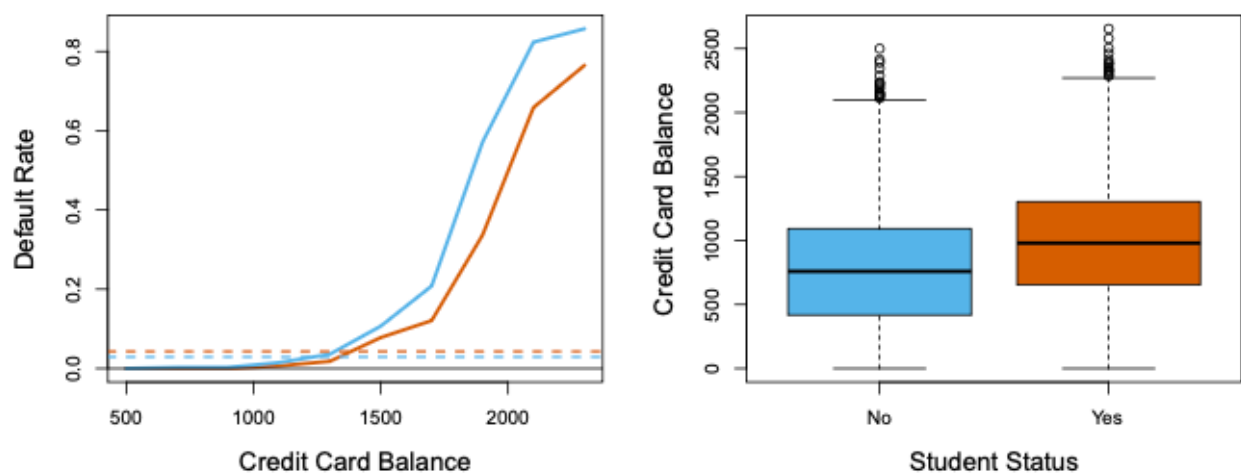 Default Rate
0.8
0.6
0.4
0.2
0.0
500
1000
1500
2000
Credit Card Balance
Credit Card Balance
2500
2000
1500
1000
500
0
No
Yes
Student Status